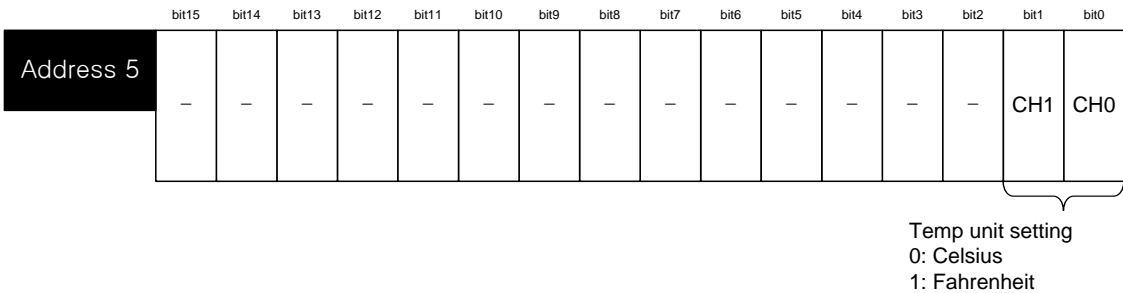 bit15 bit14 bit13 bit12 bit11 bit10 bit9 bit8 bit7 bit6 bit5 bit4 bit3 bit2 bit1 bit0
Address 5
– – – – – – – – – – – – – – CH1 CH0
Temp unit setting
0: Celsius
1: Fahrenheit